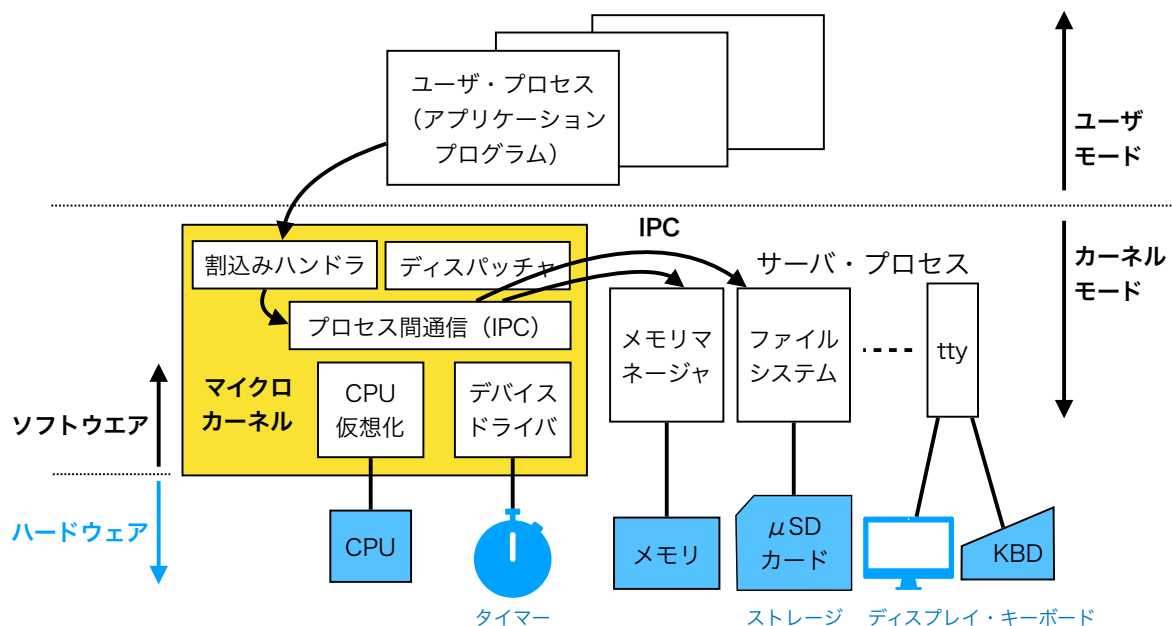 ユーザ・プロセス
（アプリケーション
プログラム）
ユーザ
モード
IPC
カーネル
モード
割込みハンドラ
ディスパッチャ
サーバ・プロセス
プロセス間通信（IPC）
メモリマ
ネージャ
ファイル
システム
tty
マイクロ
カーネル
CPU
仮想化
デバイス
ドライバ
ソフトウエア
ハードウェア
CPU
タイマー
メモリ
μSD
カード
KBD
ストレージ
ディスプレイ・キーボード